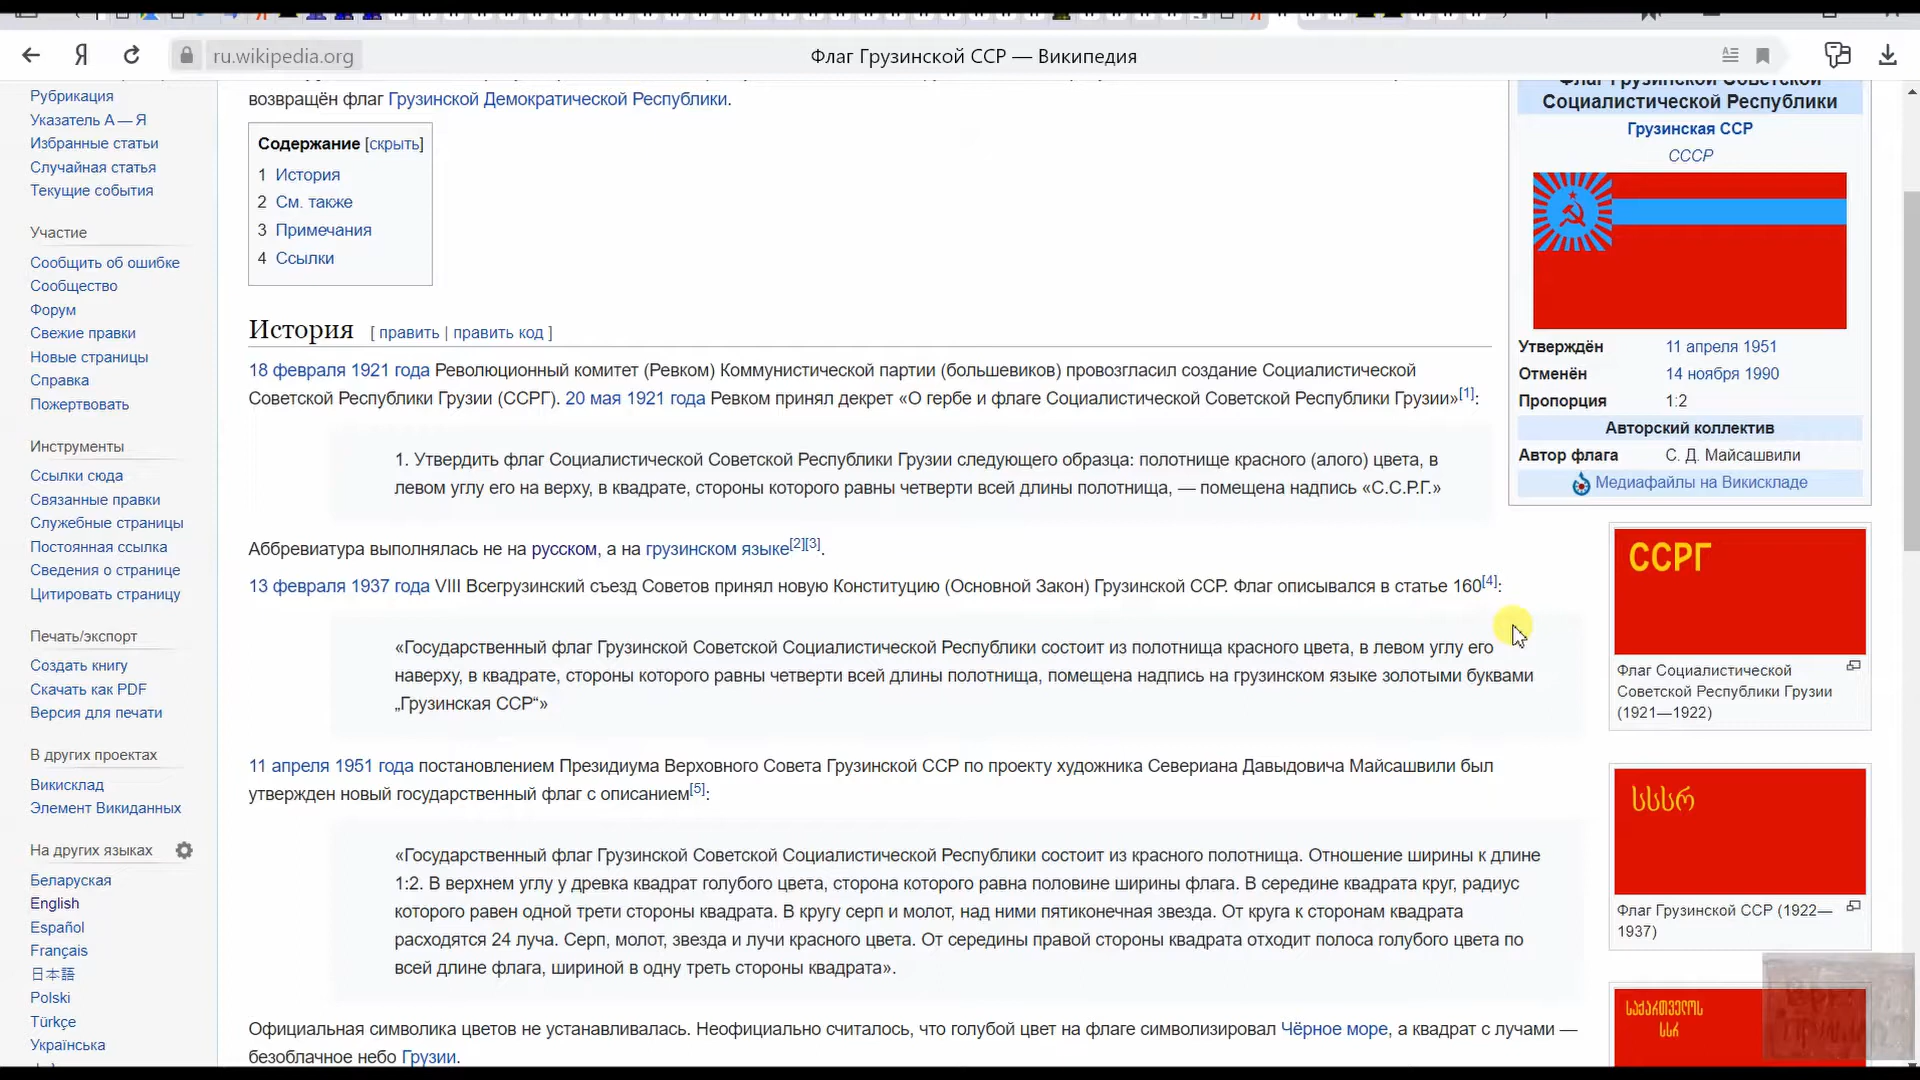 ru.wikipedia.org
Флаг Грузинской ССР — Википедия
Рубрикация
Указатель А — Я
Избранные статьи
Случайная статья
Текущие события
Участие
Сообщить об ошибке
Сообщество
Форум
Свежие правки
Новые страницы
Справка
Пожертвовать
Инструменты
Ссылки сюда
Связанные правки
Служебные страницы
Постоянная ссылка
Сведения о странице
Цитировать страницу
Печать/экспорт
Создать книгу
Скачать как PDF
Версия для печати
В других проектах
Викисклад
Элемент Викиданных
На других языках
Беларуская
English
Español
Français
日本語
Polski
Türkçe
Українська
возвращён флаг Грузинской Демократической Республики.
Содержание [скрыть]
1 История
2 См. также
3 Примечания
4 Ссылки
История [ править | править код ]
18 февраля 1921 года Революционный комитет (Ревком) Коммунистической партии (большевиков) провозгласил создание Социалистической
Советской Республики Грузии (ССРГ). 20 мая 1921 года Ревком принял декрет «О гербе и флаге Социалистической Советской Республики Грузии»[1]:
1. Утвердить флаг Социалистической Советской Республики Грузии следующего образца: полотнище красного (алого) цвета, в
левом углу его на верху, в квадрате, стороны которого равны четверти всей длины полотнища, — помещена надпись «С.С.Р.Г.»
Аббревиатура выполнялась не на русском, а на грузинском языке[2][3].
13 февраля 1937 года VIII Всегрузинский съезд Советов принял новую Конституцию (Основной Закон) Грузинской ССР. Флаг описывался в статье 160[4]:
«Государственный флаг Грузинской Советской Социалистической Республики состоит из полотнища красного цвета, в левом углу его
наверху, в квадрате, стороны которого равны четверти всей длины полотнища, помещена надпись на грузинском языке золотыми буквами
„Грузинская ССР“»
11 апреля 1951 года постановлением Президиума Верховного Совета Грузинской ССР по проекту художника Севериана Давыдовича Майсашвили был
утвержден новый государственный флаг с описанием[5]:
«Государственный флаг Грузинской Советской Социалистической Республики состоит из красного полотнища. Отношение ширины к длине
1:2. В верхнем углу у древка квадрат голубого цвета, сторона которого равна половине ширины флага. В середине квадрата круг, радиус
которого равен одной трети стороны квадрата. В кругу серп и молот, над ними пятиконечная звезда. От круга к сторонам квадрата
расходятся 24 луча. Серп, молот, звезда и лучи красного цвета. От середины правой стороны квадрата отходит полоса голубого цвета по
всей длине флага, шириной в одну треть стороны квадрата».
Официальная символика цветов не устанавливалась. Неофициально считалось, что голубой цвет на флаге символизировал Чёрное море, а квадрат с лучами —
безоблачное небо Грузии.
Флаг Грузинской Советской
Социалистической Республики
Грузинская ССР
СССР
Утверждён 11 апреля 1951
Отменён 14 ноября 1990
Пропорция 1:2
Авторский коллектив
Автор флага С. Д. Майсашвили
Медиафайлы на Викискладе
ССРГ
Флаг Социалистической
Советской Республики Грузии
(1921—1922)
სსსრ
Флаг Грузинской ССР (1922—
1937)
საქართველოს
სსრ